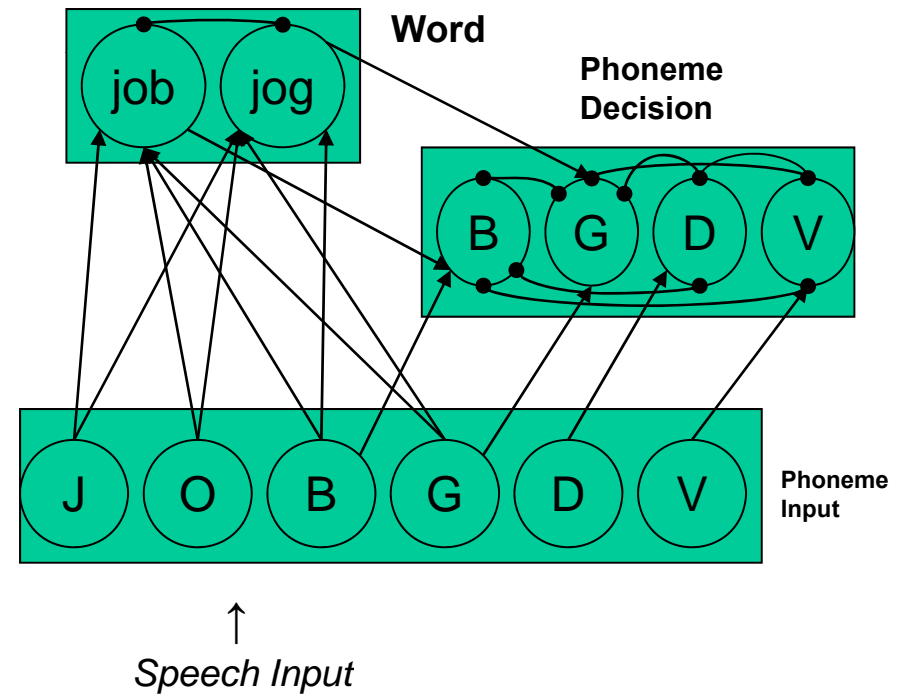 Word
job jog
Phoneme
Decision
B G D V
J O B G D V
Phoneme
Input
↑
Speech Input